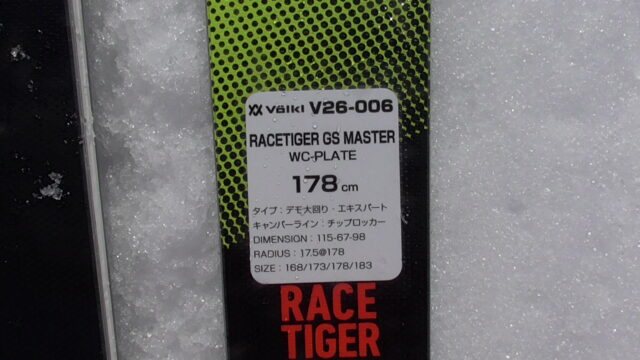 Völkl V26-006
RACETIGER GS MASTER
WC-PLATE
178 cm
タイプ：デモ大回り・エキスパート
キャンバーライン：チップロッカー
DIMENSION：115-67-98
RADIUS：17.5@178
SIZE：168/173/178/183
RACE
TIGER